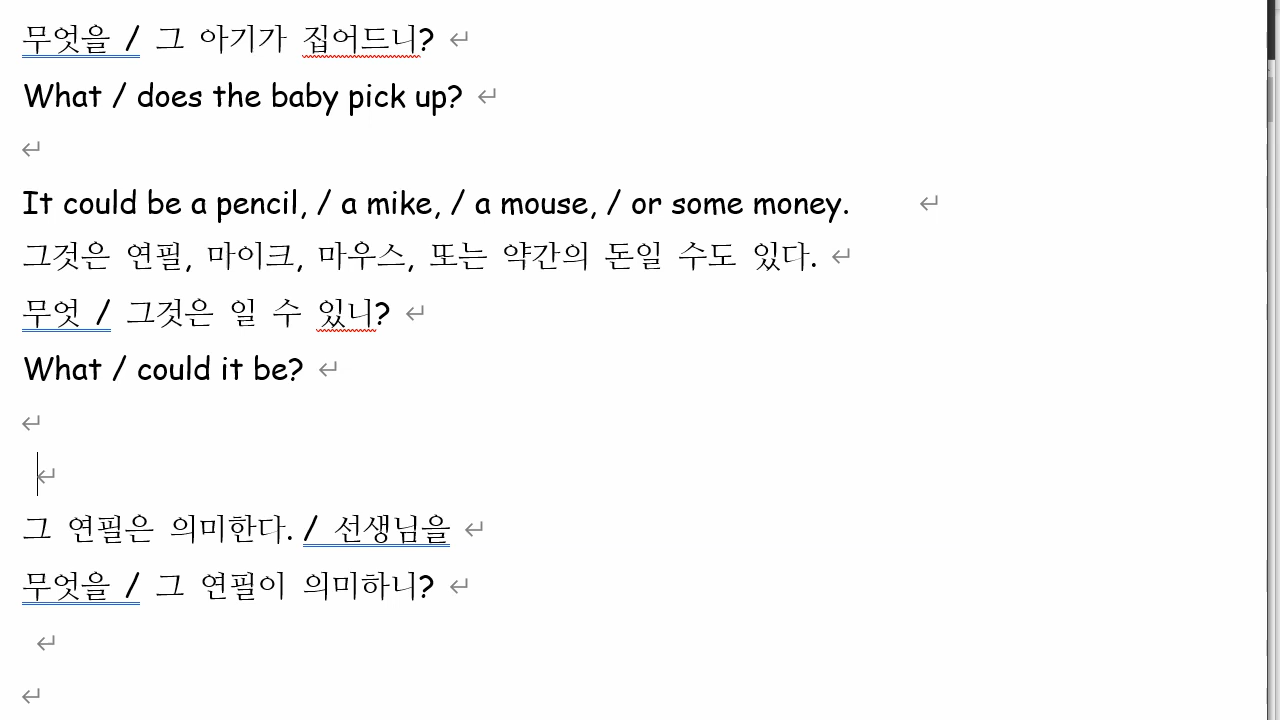 무엇을 / 그 아기가 집어드니?
What / does the baby pick up?
It could be a pencil, / a mike, / a mouse, / or some money.
그것은 연필, 마이크, 마우스, 또는 약간의 돈일 수도 있다.
무엇 / 그것은 일 수 있니?
What / could it be?
그 연필은 의미한다. / 선생님을
무엇을 / 그 연필이 의미하니?